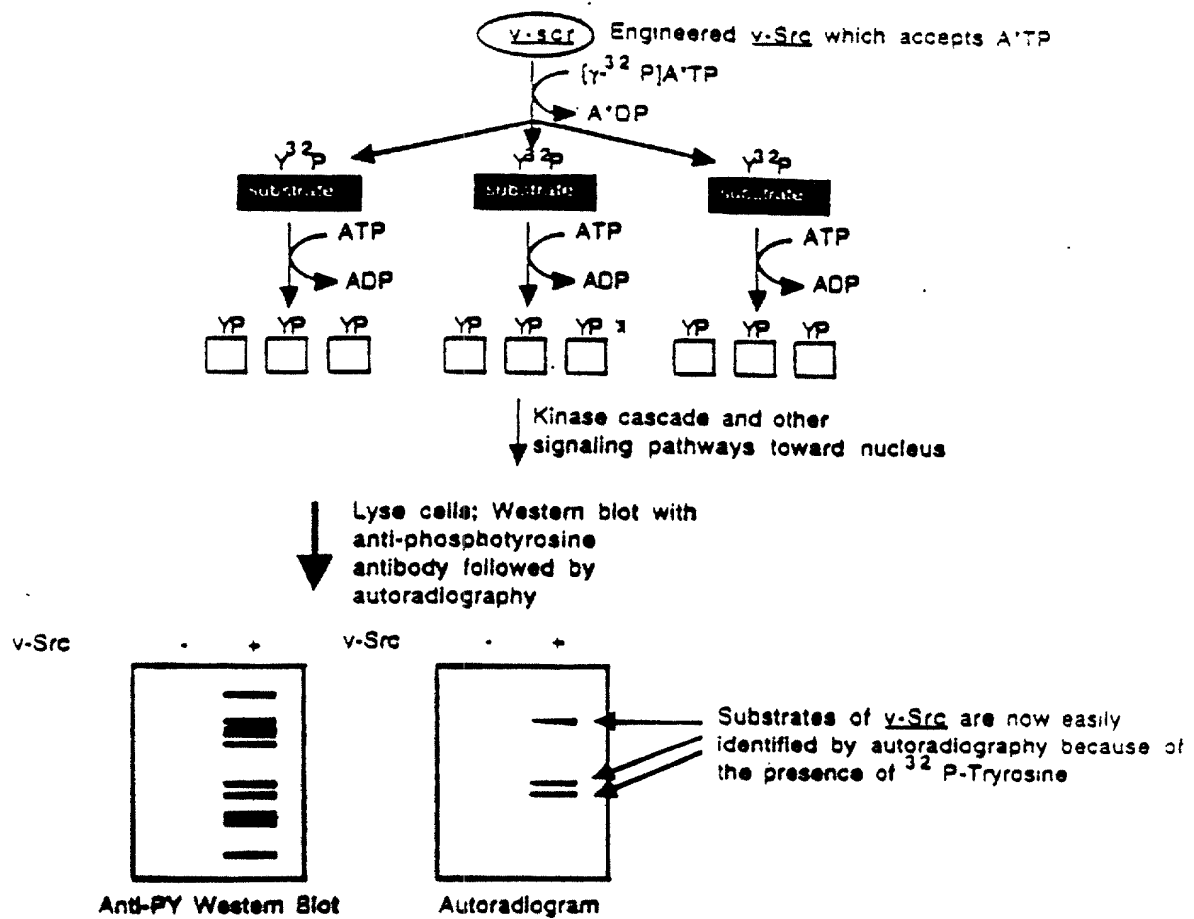 v-scr
Engineered v-Src which accepts A*TP
[γ-³² P]A*TP
A*DP
Y³²P Y³²P Y³²P
substrate substrate substrate
ATP ATP ATP
ADP ADP ADP
YP YP YP YP YP YP YP YP YP
Kinase cascade and other
signaling pathways toward nucleus
Lyse cells; Western blot with
anti-phosphotyrosine
antibody followed by
autoradiography
v-Src - + v-Src - +
Substrates of v-Src are now easily
identified by autoradiography because of
the presence of ³² P-Tryrosine
Anti-PY Western Blot Autoradiogram